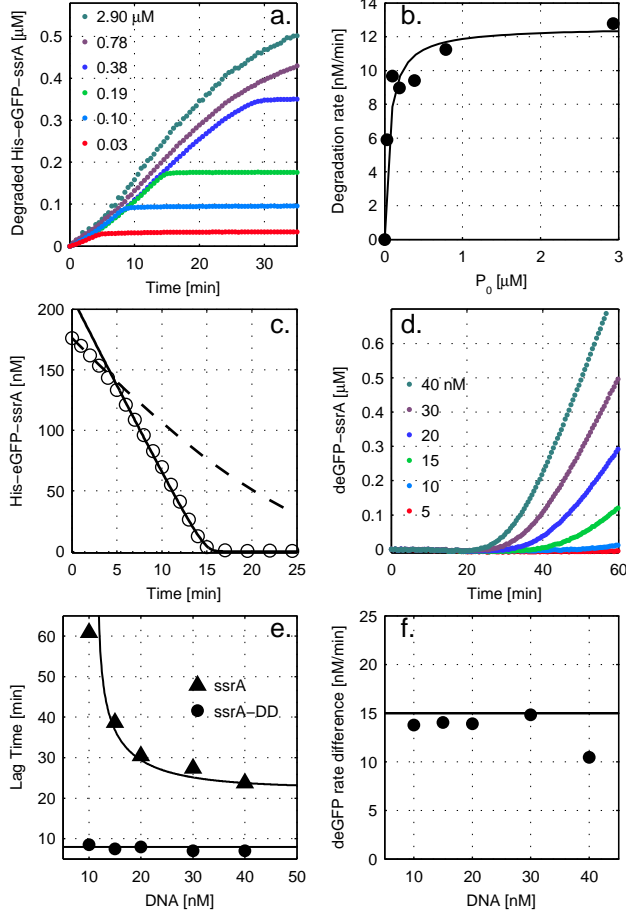 a.
Degraded His−eGFP−ssrA [μM]
0.5
0.4
0.3
0.2
0.1
0
2.90 μM
0.78
0.38
0.19
0.10
0.03
0 10 20 30
Time [min]
b.
Degradation rate [nM/min]
14
12
10
8
6
4
2
0
0 1 2 3
P0 [μM]
c.
His−eGFP−ssrA [nM]
200
150
100
50
0
0 5 10 15 20 25
Time [min]
d.
deGFP−ssrA [μM]
0.6
0.5
0.4
0.3
0.2
0.1
0
40 nM
30
20
15
10
5
0 20 40 60
Time [min]
e.
Lag Time [min]
60
50
40
30
20
10
ssrA
ssrA−DD
10 20 30 40 50
DNA [nM]
f.
deGFP rate difference [nM/min]
25
20
15
10
5
0
10 20 30 40
DNA [nM]